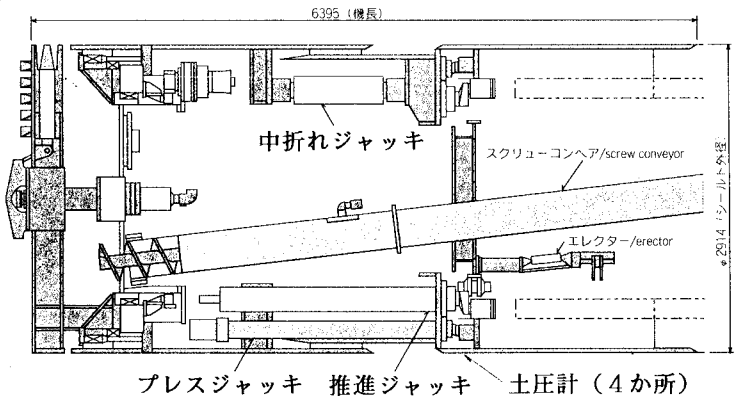 6395 (機長)
中折れジャッキ
スクリューコンベア/screw conveyor
φ2914 (シールド外径)
エレクター/erector
プレスジャッキ
推進ジャッキ
土圧計(4か所)